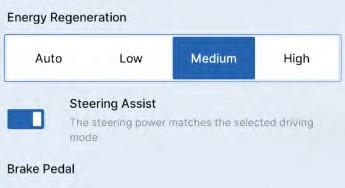 Energy Regeneration
Auto Low Medium High
Steering Assist
The steering power matches the selected driving
mode
Brake Pedal